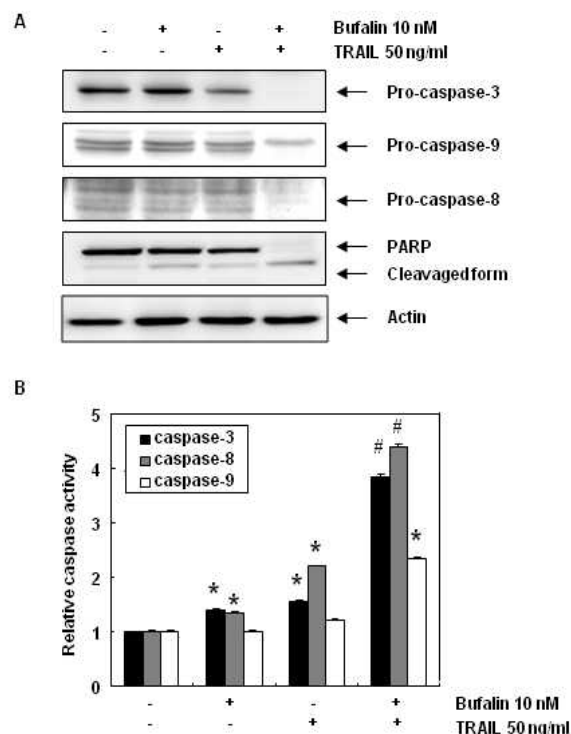 A
- + - + Bufalin 10 nM
- - + + TRAIL 50 ng/ml
Pro-caspase-3
Pro-caspase-9
Pro-caspase-8
PARP
Cleavaged form
Actin
B
5
4
3
2
1
0
Relative caspase activity
caspase-3
caspase-8
caspase-9
* * * * # # *
- + - + Bufalin 10 nM
- - + + TRAIL 50 ng/ml